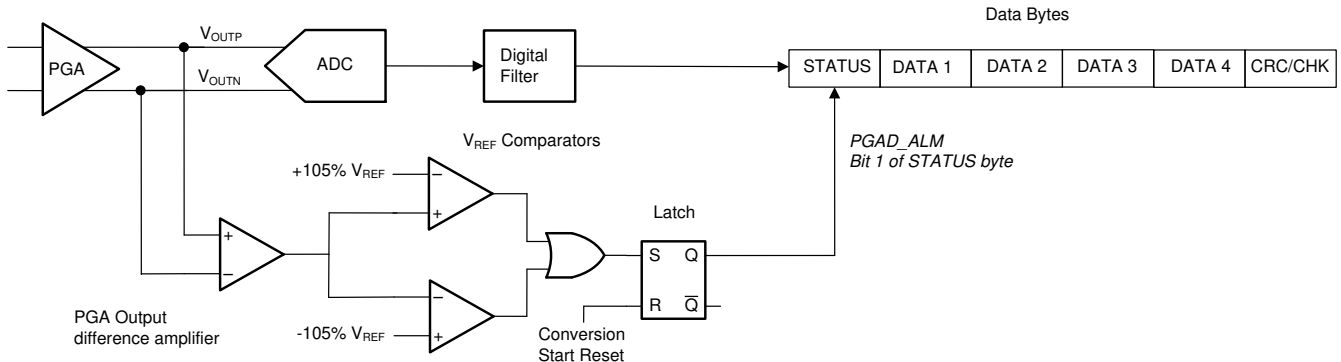 Data Bytes
V_OUTP
PGA
ADC
Digital
Filter
V_OUTN
STATUS DATA 1 DATA 2 DATA 3 DATA 4 CRC/CHK
V_REF Comparators
PGAD_ALM
Bit 1 of STATUS byte
+105% V_REF
−
+
Latch
+
−
S Q
R Q̅
−
+
-105% V_REF
PGA Output
difference amplifier
Conversion
Start Reset